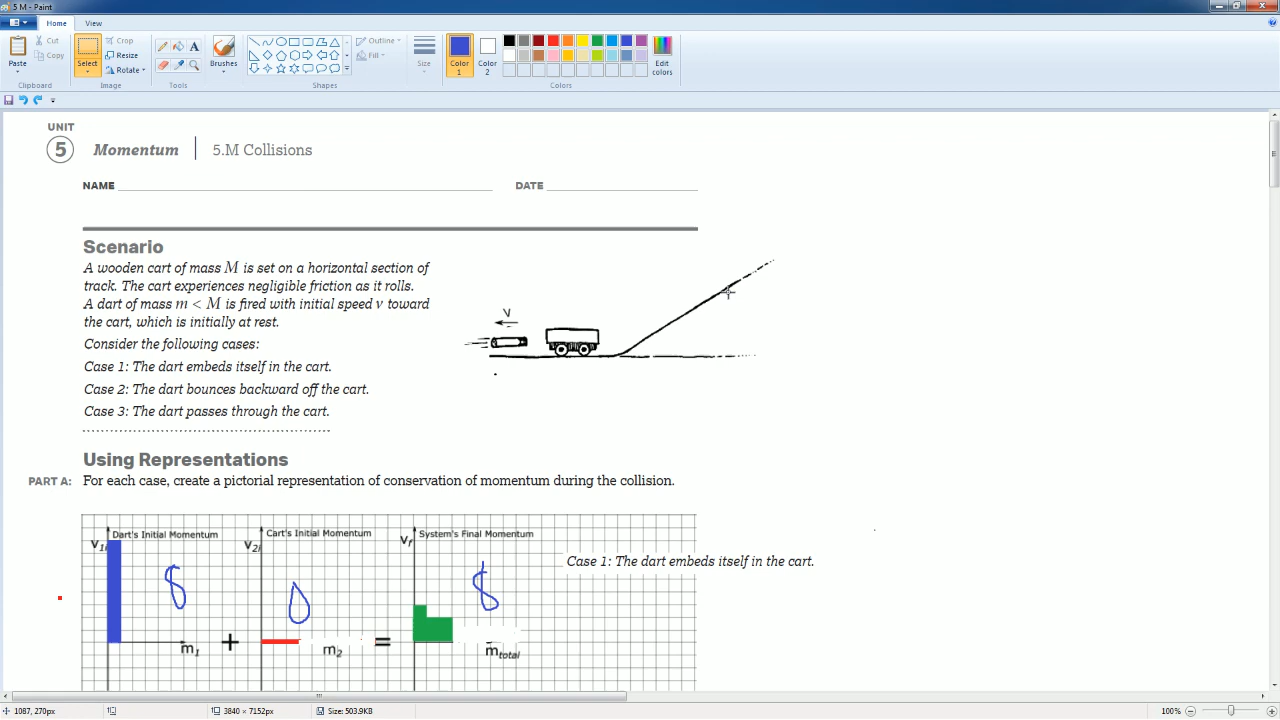 5 M - Paint
Home
View
Paste
Cut
Copy
Clipboard
Select
Crop
Resize
Rotate
Image
Tools
Brushes
Shapes
Outline
Fill
Size
Color 1
Color 2
Edit colors
Colors
UNIT
5
Momentum
5.M Collisions
NAME
DATE
Scenario
A wooden cart of mass M is set on a horizontal section of
track. The cart experiences negligible friction as it rolls.
A dart of mass m < M is fired with initial speed v toward
the cart, which is initially at rest.
Consider the following cases:
Case 1: The dart embeds itself in the cart.
Case 2: The dart bounces backward off the cart.
Case 3: The dart passes through the cart.
v
Using Representations
PART A: For each case, create a pictorial representation of conservation of momentum during the collision.
Dart's Initial Momentum
Cart's Initial Momentum
System's Final Momentum
V1i
V2i
Vf
8
0
8
Case 1: The dart embeds itself in the cart.
m1
+
m2
=
mtotal
1087, 270px
3840 × 7152px
Size: 503.9KB
100%